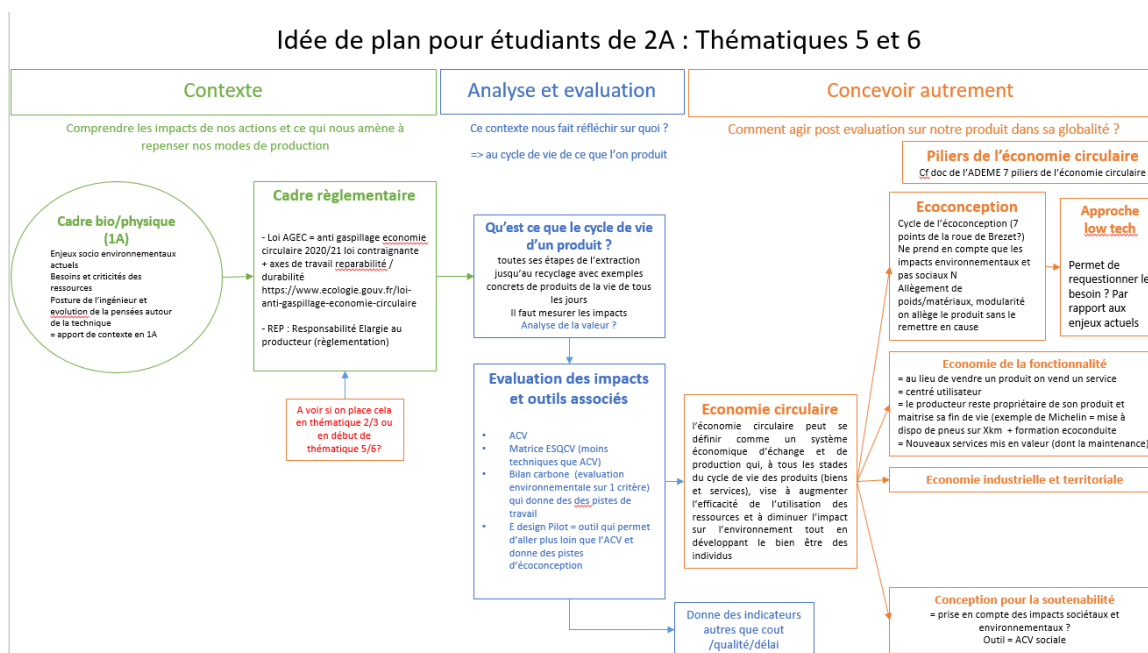 Idée de plan pour étudiants de 2A : Thématiques 5 et 6
Contexte
Comprendre les impacts de nos actions et ce qui nous amène à
repenser nos modes de production
Cadre bio/physique
(1A)
Enjeux socio environnementaux
actuels
Besoins et criticités des
ressources
Posture de l'ingénieur et
evolution de la pensées autour
de la technique
= apport de contexte en 1A
Cadre règlementaire
- Loi AGEC = anti gaspillage economie
circulaire 2020/21 loi contraignante
+ axes de travail reparabilité /
durabilité
https://www.ecologie.gouv.fr/loi-
anti-gaspillage-economie-circulaire
- REP : Responsabilité Elargie au
producteur (règlementation)
A voir si on place cela
en thématique 2/3 ou
en début de
thématique 5/6?
Analyse et evaluation
Ce contexte nous fait réfléchir sur quoi ?
=> au cycle de vie de ce que l'on produit
Qu'est ce que le cycle de vie
d'un produit ?
toutes ses étapes de l'extraction
jusqu'au recyclage avec exemples
concrets de produits de la vie de tous
les jours
Il faut mesurer les impacts
Analyse de la valeur ?
Evaluation des impacts
et outils associés
• ACV
• Matrice ESQCV (moins
techniques que ACV)
• Bilan carbone (evaluation
environnementale sur 1 critère)
qui donne des des pistes de
travail
• E design Pilot = outil qui permet
d'aller plus loin que l'ACV et
donne des pistes
d'écoconception
Donne des indicateurs
autres que cout
/qualité/délai
Concevoir autrement
Comment agir post evaluation sur notre produit dans sa globalité ?
Piliers de l'économie circulaire
Cf doc de l'ADEME 7 piliers de l'économie circulaire
Economie circulaire
l'économie circulaire peut se
définir comme un système
économique d'échange et de
production qui, à tous les stades
du cycle de vie des produits (biens
et services), vise à augmenter
l'efficacité de l'utilisation des
ressources et à diminuer l'impact
sur l'environnement tout en
développant le bien être des
individus
Ecoconception
Cycle de l'écoconception (7
points de la roue de Brezet?)
Ne prend en compte que les
impacts environnementaux et
pas sociaux N
Allègement de
poids/matériaux, modularité
on allège le produit sans le
remettre en cause
Approche
low tech
Permet de
requestionner le
besoin ? Par
rapport aux
enjeux actuels
Economie de la fonctionnalité
= au lieu de vendre un produit on vend un service
= centré utilisateur
= le producteur reste propriétaire de son produit et
maitrise sa fin de vie (exemple de Michelin = mise à
dispo de pneus sur Xkm + formation ecoconduite
= Nouveaux services mis en valeur (dont la maintenance)
Economie industrielle et territoriale
Conception pour la soutenabilité
= prise en compte des impacts sociétaux et
environnementaux ?
Outil = ACV sociale